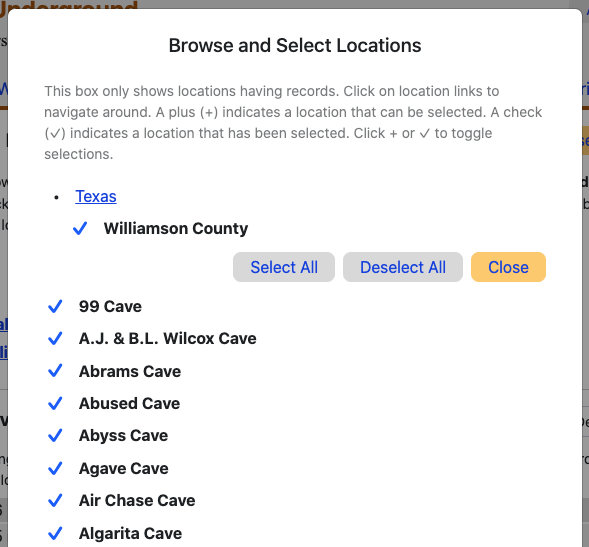 Underground
Browse and Select Locations
This box only shows locations having records. Click on location links to
navigate around. A plus (+) indicates a location that can be selected. A check
(✓) indicates a location that has been selected. Click + or ✓ to toggle
selections.
• Texas
✓ Williamson County
Select All Deselect All Close
✓ 99 Cave
✓ A.J. & B.L. Wilcox Cave
✓ Abrams Cave
✓ Abused Cave
✓ Abyss Cave
✓ Agave Cave
✓ Air Chase Cave
✓ Algarita Cave